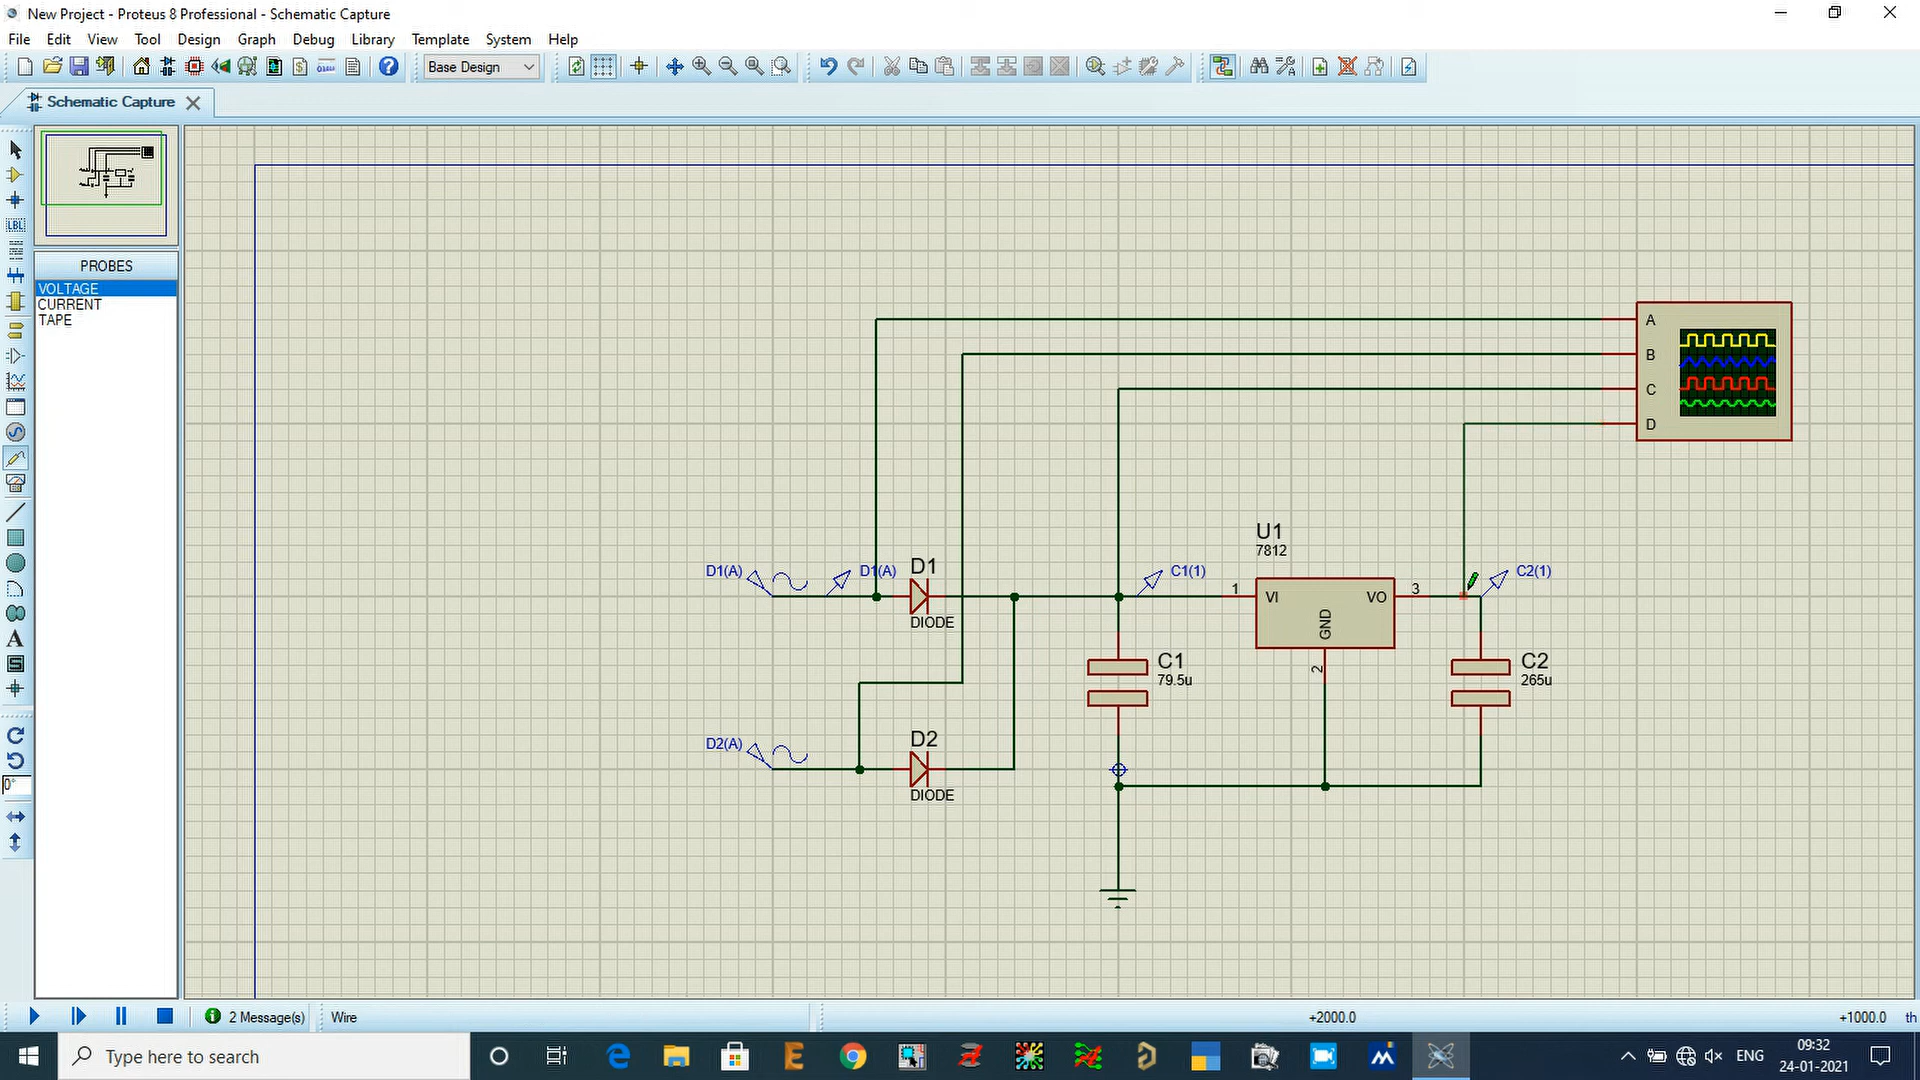 New Project - Proteus 8 Professional - Schematic Capture
File Edit View Tool Design Graph Debug Library Template System Help
Base Design
Schematic Capture
LBL
PROBES
VOLTAGE
CURRENT
TAPE
A
B
C
D
U1
7812
D1(A)
D1(A)
D1
DIODE
C1(1)
1
VI
VO
GND
3
2
C2(1)
C1
79.5u
C2
265u
D2(A)
D2
DIODE
A
S
0°
2 Message(s)
Wire
+2000.0
+1000.0
th
Type here to search
ENG
09:32
24-01-2021